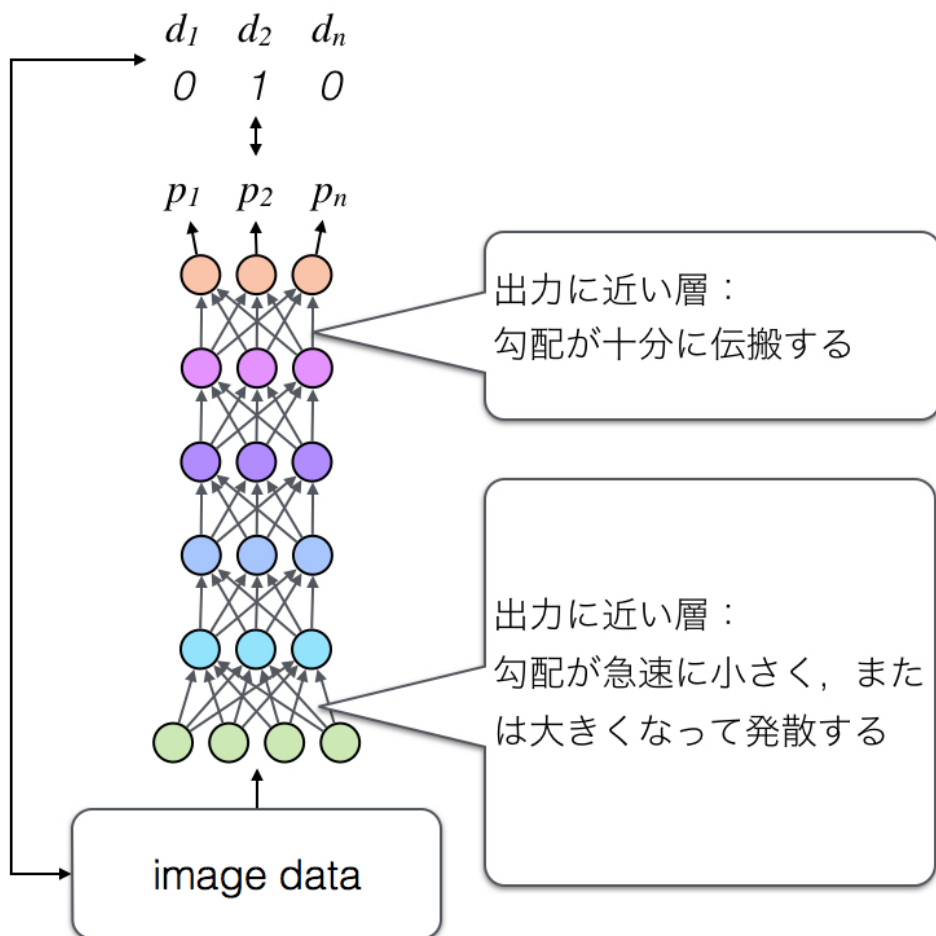 d1 d2 dn
0 1 0
p1 p2 pn
出力に近い層：
勾配が十分に伝搬する
出力に近い層：
勾配が急速に小さく，また
は大きくなって発散する
image data